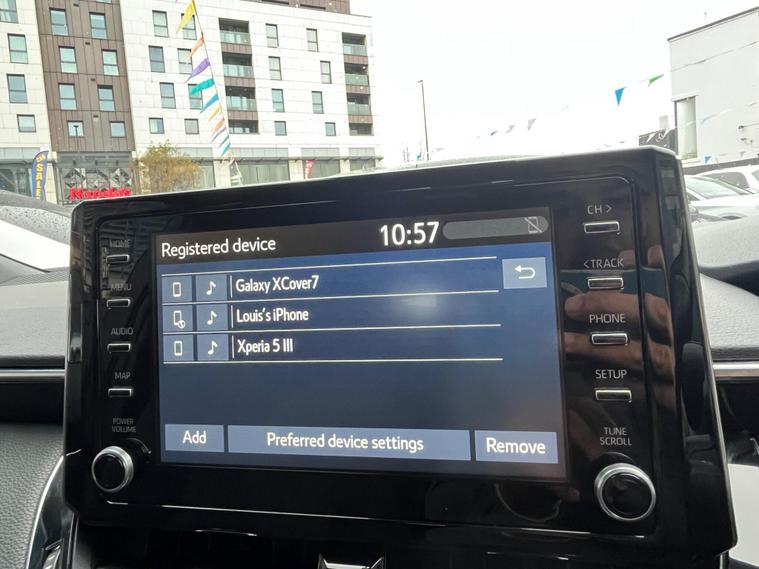 SALE
HOME
MENU
AUDIO
MAP
POWER
VOLUME
Registered device
10:57
Galaxy XCover7
Louis's iPhone
Xperia 5 III
Add
Preferred device settings
Remove
CH >
< TRACK
PHONE
SETUP
TUNE
SCROLL